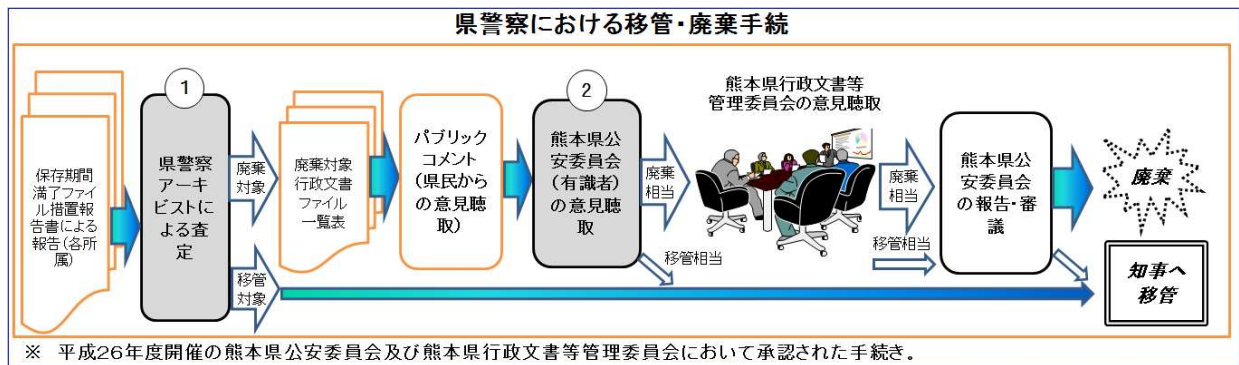 県警察における移管・廃棄手続
保存期間
満了ファイ
ル措置報
告書による
報告(各所
属)
1
県警察
アーキ
ビストに
よる査
定
廃棄
対象
移管
対象
廃棄対象
行政文書
ファイル
一覧表
パブリック
コメント
(県民から
の意見聴
取)
2
熊本県公
安委員会
(有識者)
の意見聴
取
廃棄
相当
移管相当
熊本県行政文書等
管理委員会の意見聴取
廃棄
相当
移管相当
熊本県公
安委員会
の報告・審
議
廃棄
知事へ
移管
※ 平成26年度開催の熊本県公安委員会及び熊本県行政文書等管理委員会において承認された手続き。